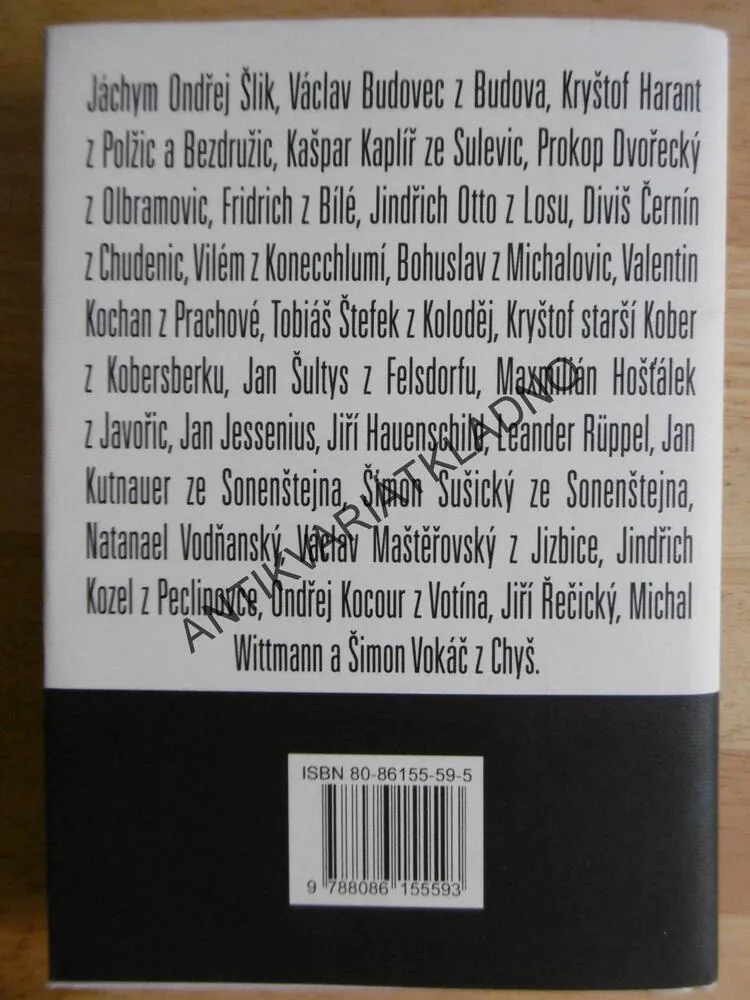 Jáchym Ondřej Šlik, Václav Budovec z Budova, Kryštof Harant
z Polžic a Bezdružic, Kašpar Kaplíř ze Sulevic, Prokop Dvořecký
z Olbramovic, Fridrich z Bílé, Jindřich Otto z Losu, Diviš Černín
z Chudenic, Vilém z Konecchlumí, Bohuslav z Michalovic, Valentin
Kochan z Prachové, Tobiáš Štefek z Koloděj, Kryštof starší Kober
z Kobersberku, Jan Šultys z Felsdorfu, Maxmilián Hošťálek
z Javořic, Jan Jessenius, Jiří Hauenschild, Leander Rüppel, Jan
Kutnauer ze Sonenštejna, Šimon Sušický ze Sonenštejna,
Natanael Vodňanský, Václav Maštěřovský z Jizbice, Jindřich
Kozel z Peclinovce, Ondřej Kocour z Votína, Jiří Řečický, Michal
Wittmann a Šimon Vokáč z Chyš.
ANTIKVARIAT KLADNO
ISBN 80-86155-59-5
9 788086 155593